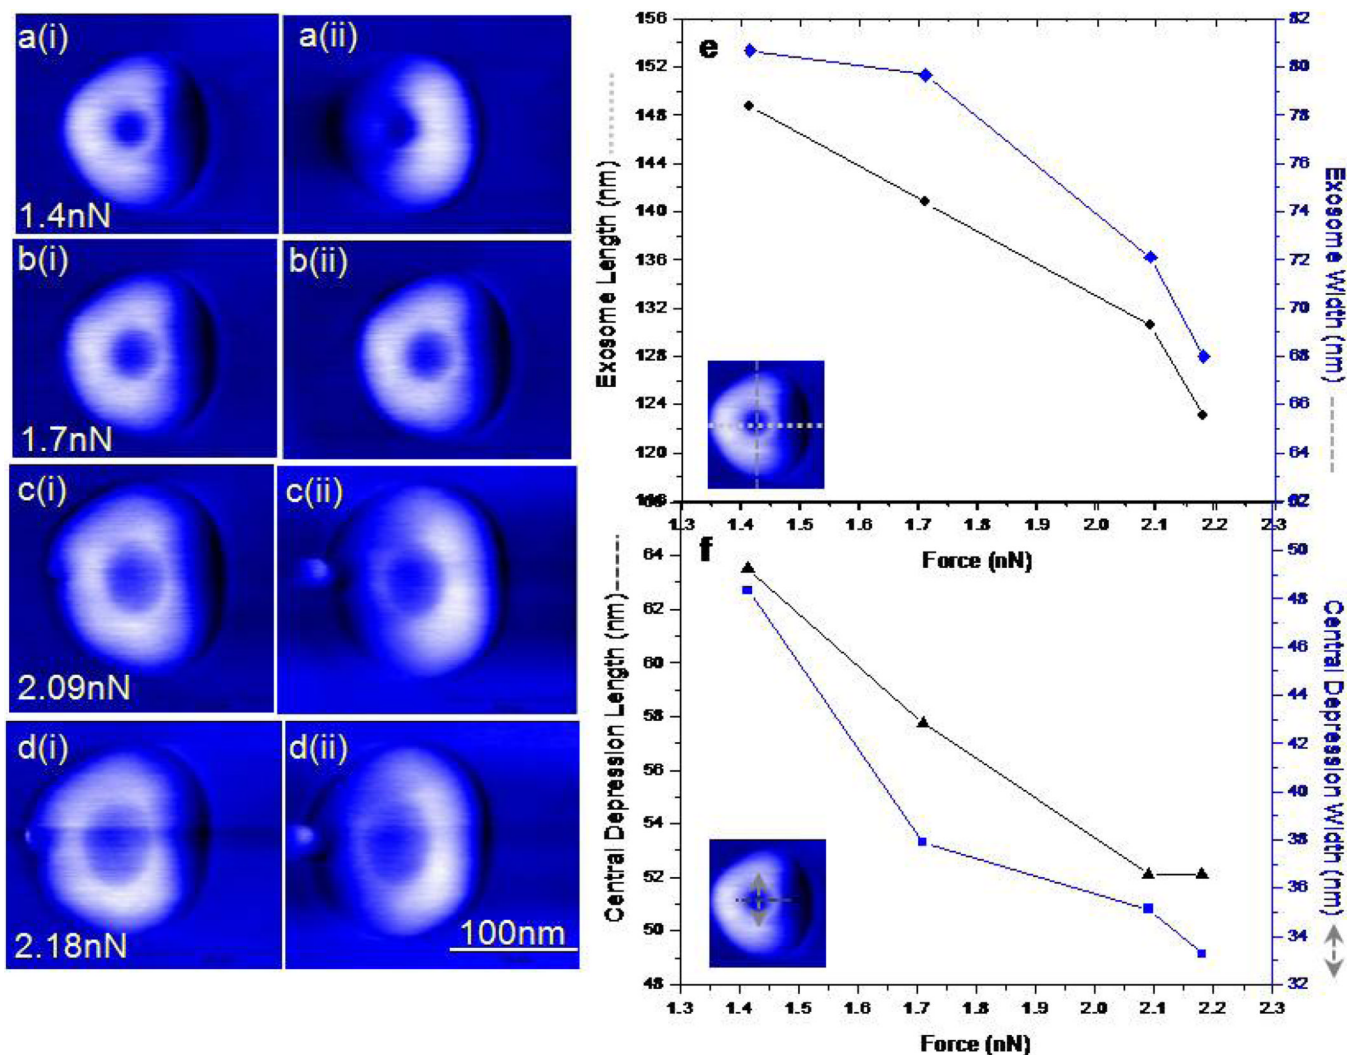 a(i)
a(ii)
1.4nN
b(i)
b(ii)
1.7nN
c(i)
c(ii)
2.09nN
d(i)
d(ii)
2.18nN
100nm
e
156
152
148
144
140
136
132
128
124
120
Exosome Length (nm)
82
80
78
76
74
72
70
68
66
64
Exosome Width (nm)
1.3 1.4 1.5 1.6 1.7 1.8 1.9 2.0 2.1 2.2 2.3
Force (nN)
f
64
62
60
58
56
54
52
50
48
Central Depression Length (nm)
50
48
46
44
42
40
38
36
34
32
Central Depression Width (nm)
1.3 1.4 1.5 1.6 1.7 1.8 1.9 2.0 2.1 2.2 2.3
Force (nN)